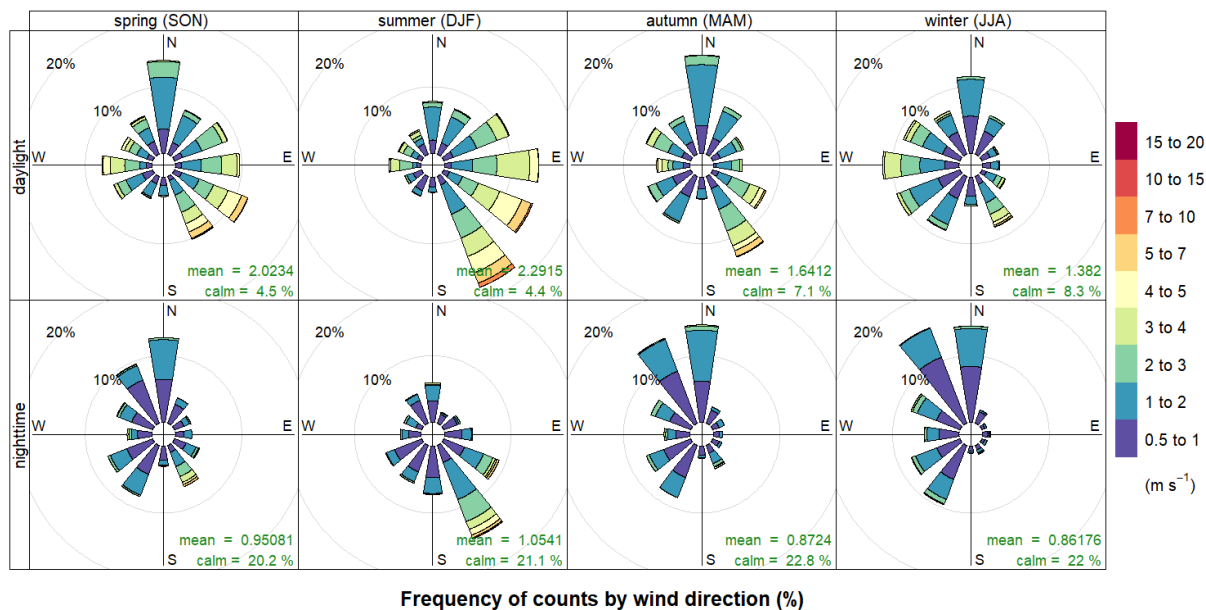 spring (SON)
summer (DJF)
autumn (MAM)
winter (JJA)
daylight
N
20%
10%
W
E
S
mean = 2.0234
calm = 4.5 %
N
20%
10%
W
E
S
mean = 2.2915
calm = 4.4 %
N
20%
10%
W
E
S
mean = 1.6412
calm = 7.1 %
N
20%
10%
W
E
S
mean = 1.382
calm = 8.3 %
nighttime
N
20%
10%
W
E
S
mean = 0.95081
calm = 20.2 %
N
20%
10%
W
E
S
mean = 1.0541
calm = 21.1 %
N
20%
10%
W
E
S
mean = 0.8724
calm = 22.8 %
N
20%
10%
W
E
S
mean = 0.86176
calm = 22 %
15 to 20
10 to 15
7 to 10
5 to 7
4 to 5
3 to 4
2 to 3
1 to 2
0.5 to 1
(m s⁻¹)
Frequency of counts by wind direction (%)